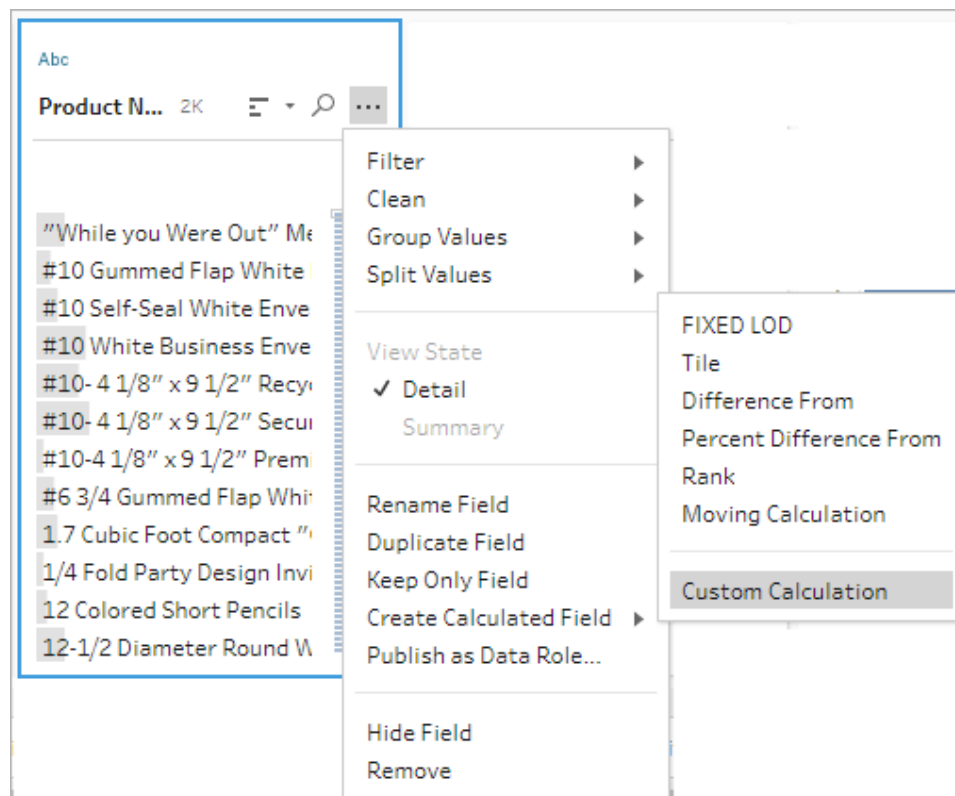 Abc
Product N... 2K
"While you Were Out" Me
#10 Gummed Flap White
#10 Self-Seal White Enve
#10 White Business Enve
#10- 4 1/8" x 9 1/2" Recy
#10- 4 1/8" x 9 1/2" Secu
#10-4 1/8" x 9 1/2" Premi
#6 3/4 Gummed Flap Whit
1.7 Cubic Foot Compact "
1/4 Fold Party Design Invi
12 Colored Short Pencils
12-1/2 Diameter Round W
Filter
Clean
Group Values
Split Values
View State
✓ Detail
Summary
Rename Field
Duplicate Field
Keep Only Field
Create Calculated Field
Publish as Data Role...
Hide Field
Remove
FIXED LOD
Tile
Difference From
Percent Difference From
Rank
Moving Calculation
Custom Calculation